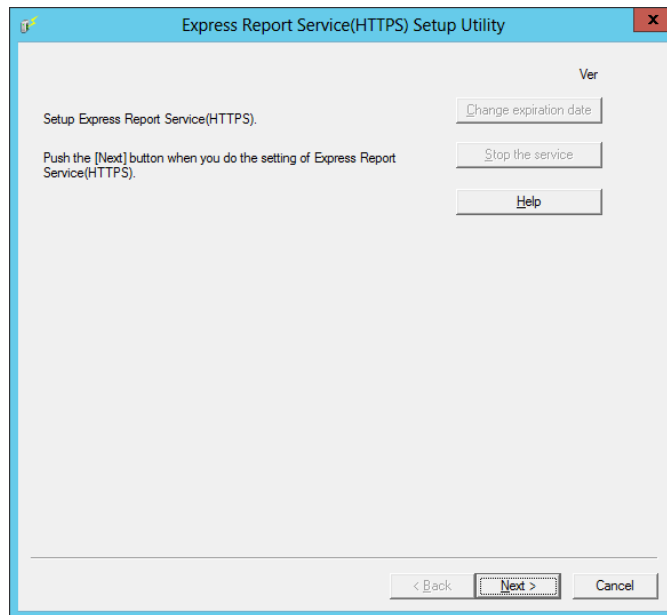 Express Report Service(HTTPS) Setup Utility
x
Ver
Change expiration date
Setup Express Report Service(HTTPS).
Stop the service
Push the [Next] button when you do the setting of Express Report
Service(HTTPS).
Help
< Back
Next >
Cancel